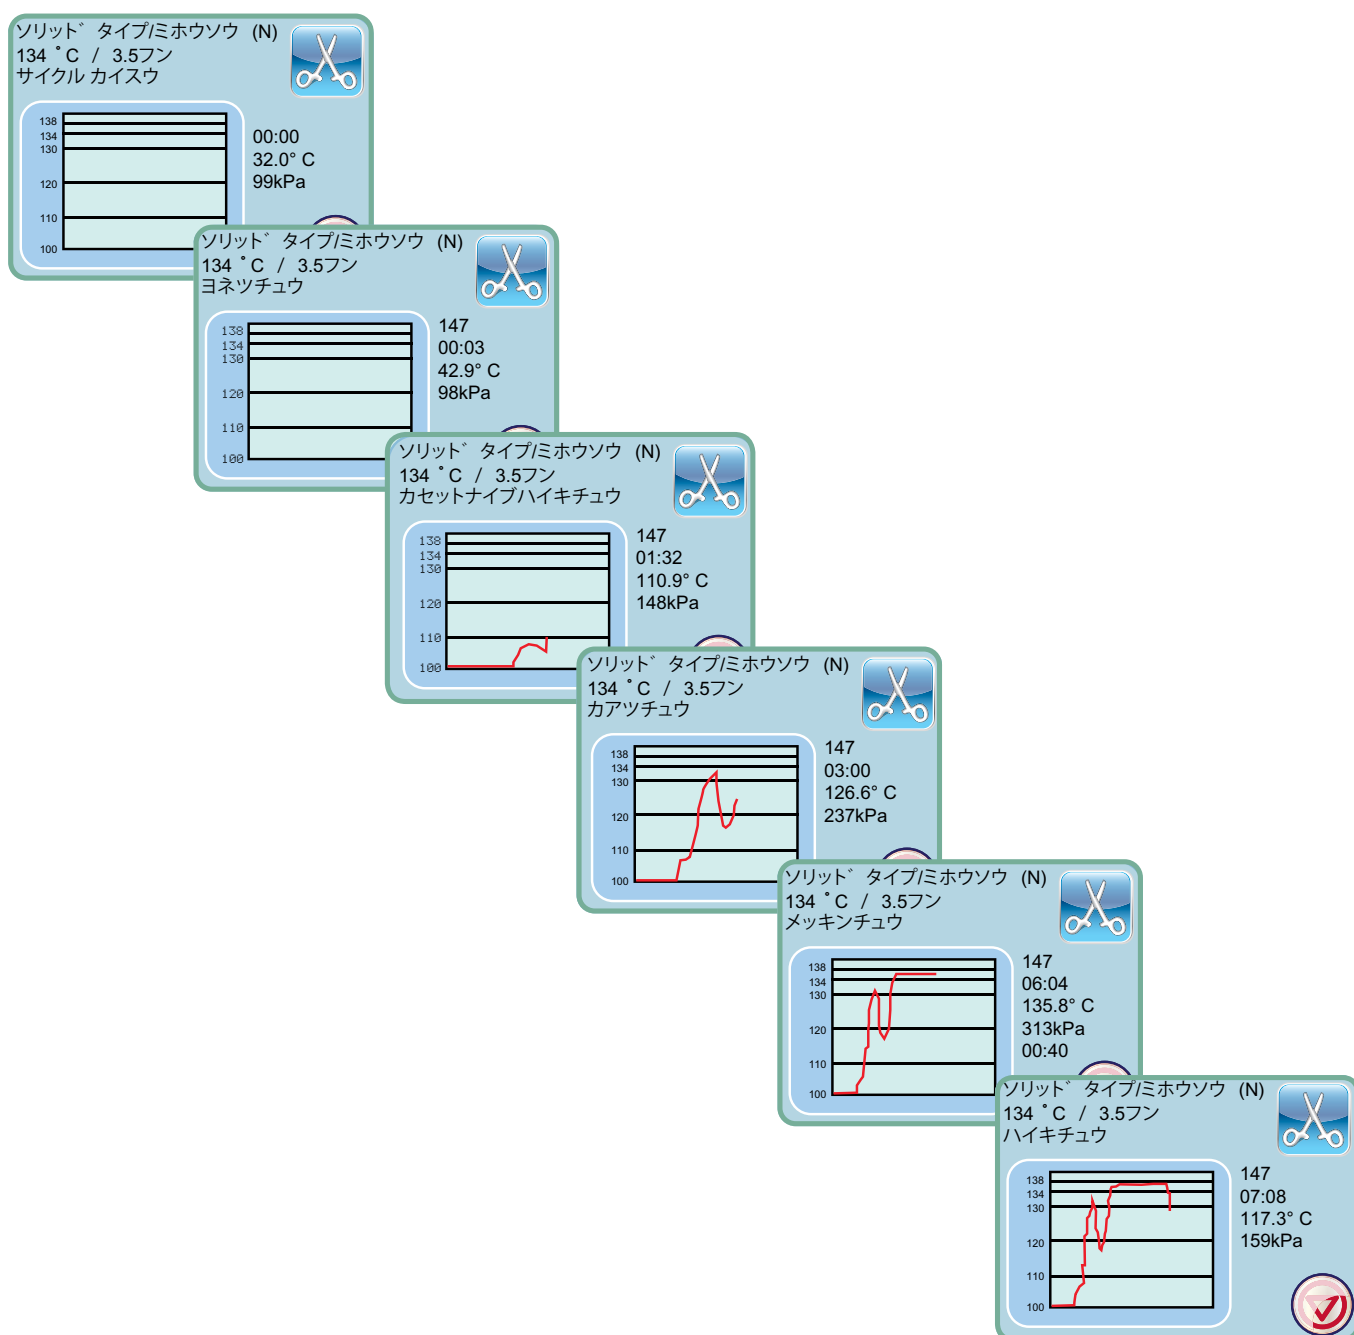 ソリッド タイプ/ミホウソウ (N)
134 °C / 3.5フン
サイクル カイスウ
138
134
130
120
110
100
00:00
32.0° C
99kPa
ソリッド タイプ/ミホウソウ (N)
134 °C / 3.5フン
ヨネツチュウ
138
134
130
120
110
100
147
00:03
42.9° C
98kPa
ソリッド タイプ/ミホウソウ (N)
134 °C / 3.5フン
カセットナイブハイキチュウ
138
134
130
120
110
100
147
01:32
110.9° C
148kPa
ソリッド タイプ/ミホウソウ (N)
134 °C / 3.5フン
カアツチュウ
138
134
130
120
110
100
147
03:00
126.6° C
237kPa
ソリッド タイプ/ミホウソウ (N)
134 °C / 3.5フン
メッキンチュウ
138
134
130
120
110
100
147
06:04
135.8° C
313kPa
00:40
ソリッド タイプ/ミホウソウ (N)
134 °C / 3.5フン
ハイキチュウ
138
134
130
120
110
100
147
07:08
117.3° C
159kPa